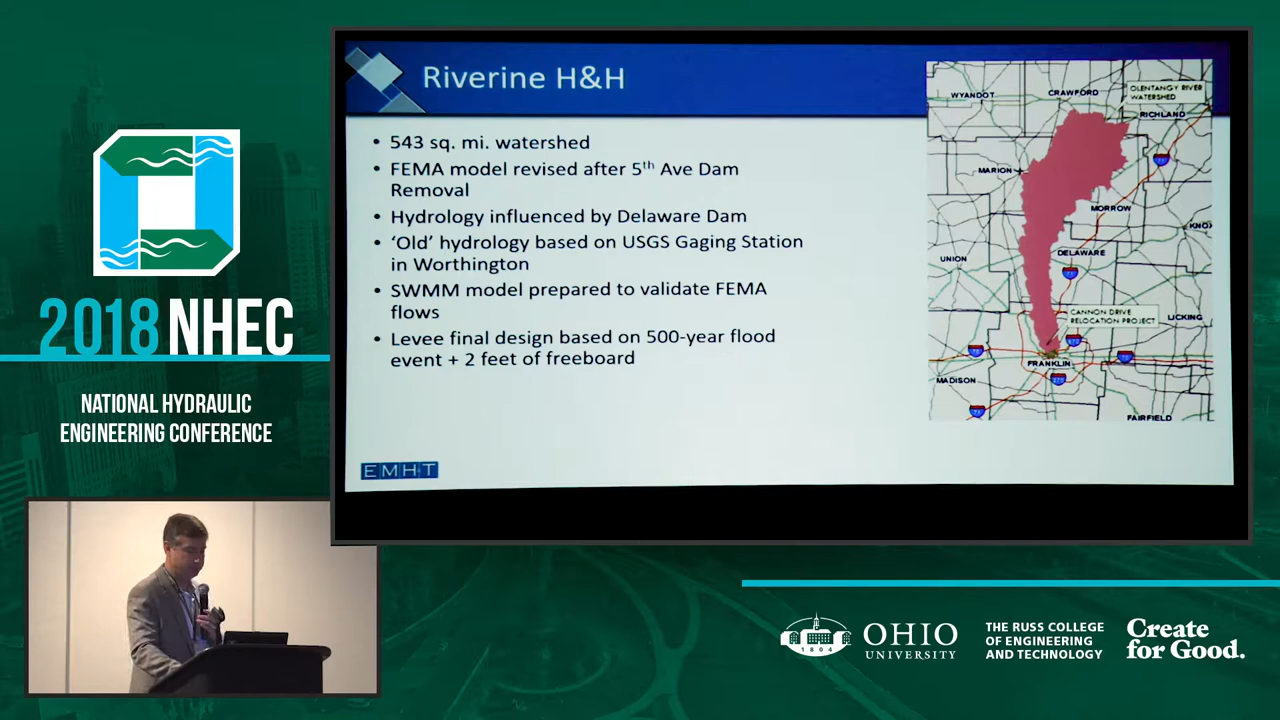 2018 NHEC
NATIONAL HYDRAULIC
ENGINEERING CONFERENCE
Riverine H&H
• 543 sq. mi. watershed
• FEMA model revised after 5th Ave Dam
Removal
• Hydrology influenced by Delaware Dam
• ‘Old’ hydrology based on USGS Gaging Station
in Worthington
• SWMM model prepared to validate FEMA
flows
• Levee final design based on 500-year flood
event + 2 feet of freeboard
EMH+T
WYANDOT
CRAWFORD
OLENTANGY RIVER
WATERSHED
RICHLAND
MARION
MORROW
KNOX
UNION
DELAWARE
CANNON DRIVE
RELOCATION PROJECT
LICKING
FRANKLIN
MADISON
FAIRFIELD
1804
OHIO
UNIVERSITY
THE RUSS COLLEGE
OF ENGINEERING
AND TECHNOLOGY
Create
for Good.